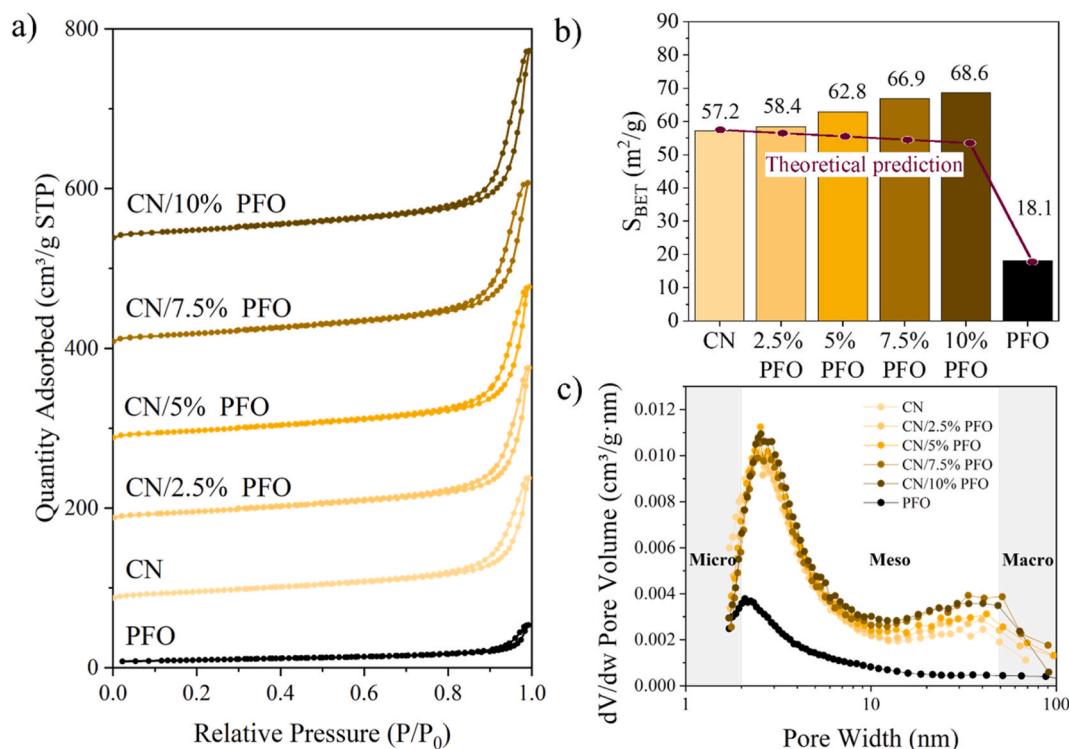 a)
Quantity Adsorbed (cm³/g STP)
800
600
400
200
0
CN/10% PFO
CN/7.5% PFO
CN/5% PFO
CN/2.5% PFO
CN
PFO
0.0 0.2 0.4 0.6 0.8 1.0
Relative Pressure (P/P₀)
b)
S_BET (m²/g)
90
80
70
60
50
40
30
20
10
0
57.2 58.4 62.8 66.9 68.6 18.1
Theoretical prediction
CN 2.5% 5% 7.5% 10% PFO
PFO PFO PFO PFO
c)
dV/dw Pore Volume (cm³/g·nm)
0.012
0.010
0.008
0.006
0.004
0.002
0.000
CN
CN/2.5% PFO
CN/5% PFO
CN/7.5% PFO
CN/10% PFO
PFO
Micro Meso Macro
1 10 100
Pore Width (nm)